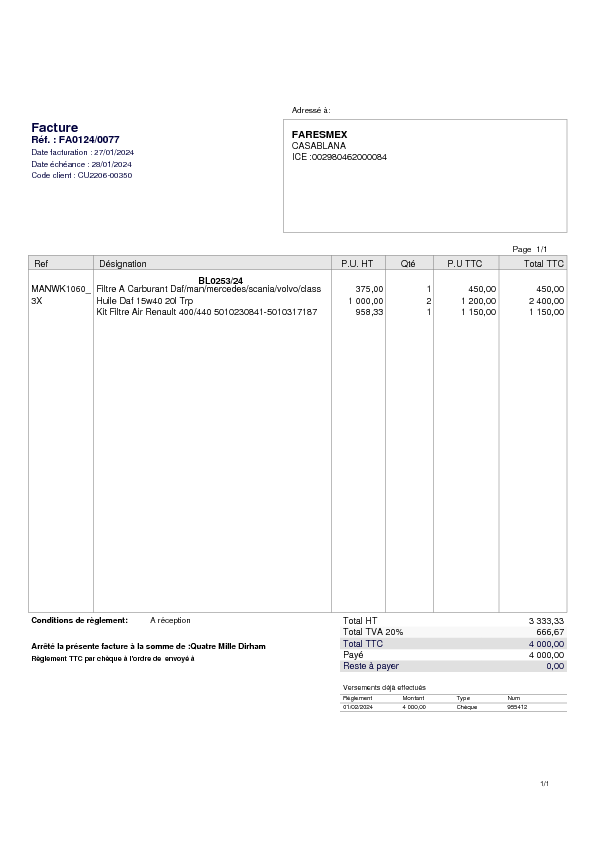 Adressé à:
Facture
Réf. : FA0124/0077
Date facturation : 27/01/2024
Date échéance : 28/01/2024
Code client : CU2206-00350
FARESMEX
CASABLANA
ICE :002980462000084
Page 1/1
Ref Désignation P.U. HT Qté P.U TTC Total TTC
BL0253/24
MANWK1060_ Filtre A Carburant Daf/man/mercedes/scania/volvo/class 375,00 1 450,00 450,00
3X Huile Daf 15w40 20l Trp 1 000,00 2 1 200,00 2 400,00
Kit Filtre Air Renault 400/440 5010230841-5010317187 958,33 1 1 150,00 1 150,00
Conditions de règlement: A réception
Total HT 3 333,33
Total TVA 20% 666,67
Total TTC 4 000,00
Payé 4 000,00
Reste à payer 0,00
Arrêté la présente facture à la somme de :Quatre Mille Dirham
Règlement TTC par chèque à l'ordre de envoyé à
Versements déjà effectués
Règlement Montant Type Num
01/02/2024 4 000,00 Chèque 955412
1/1